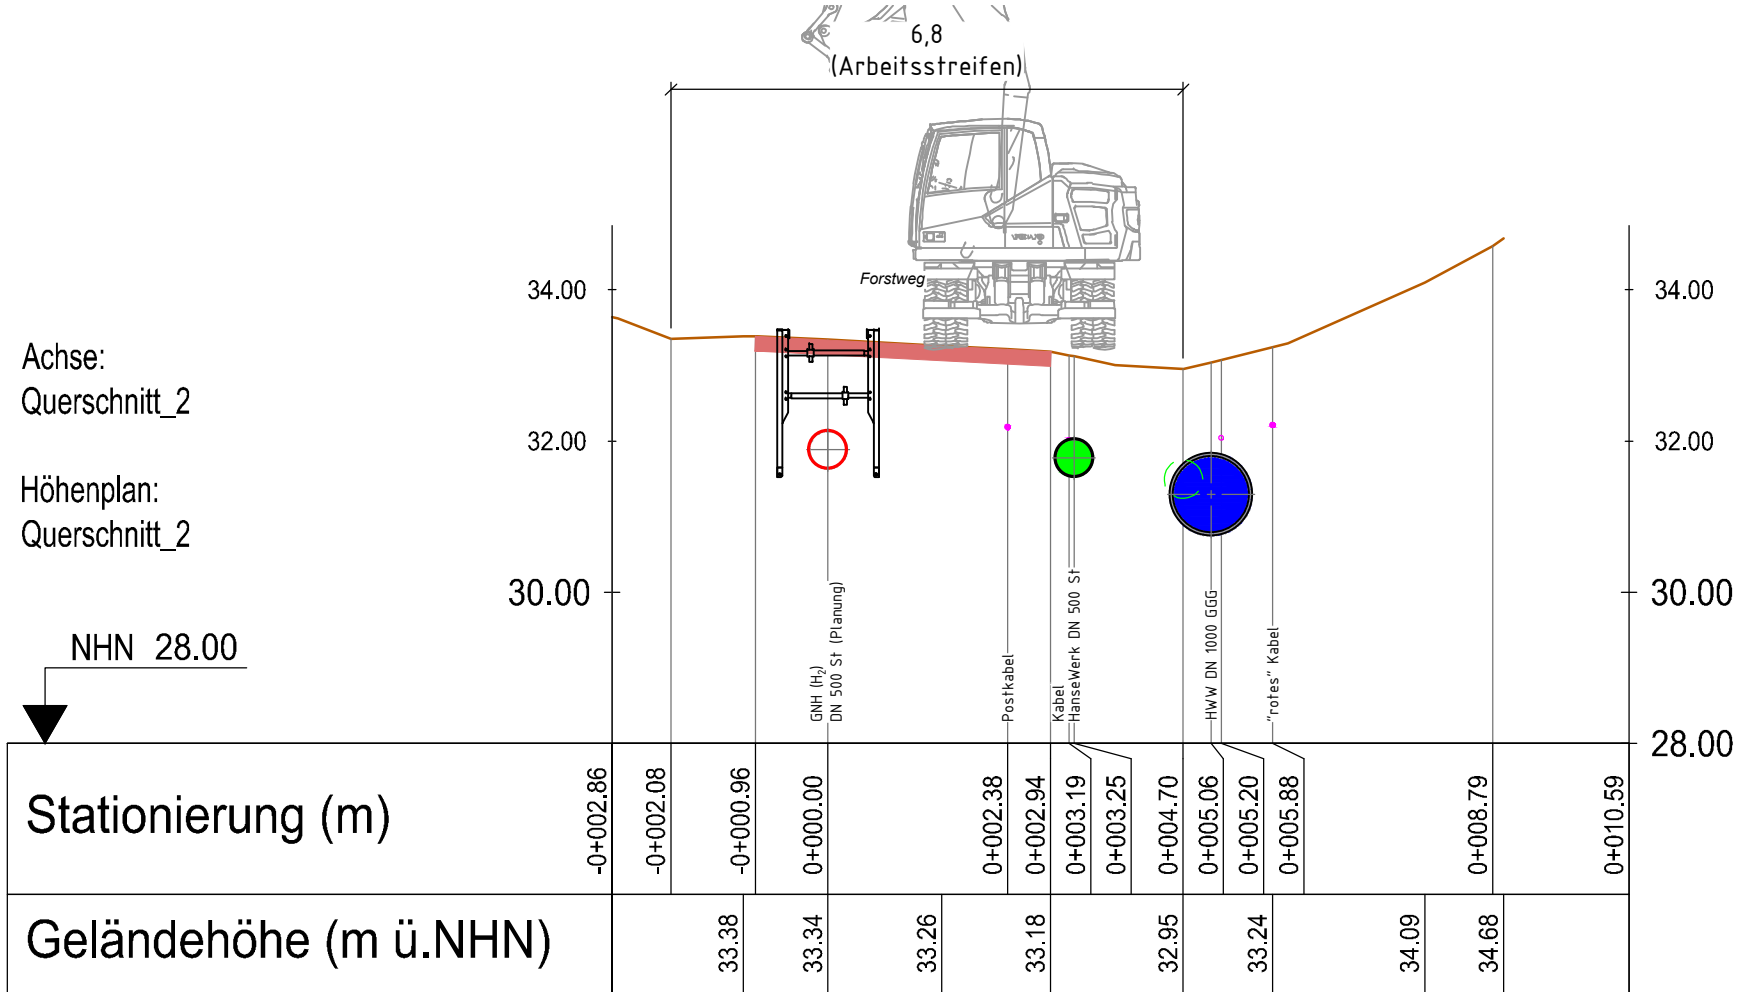 6,8
(Arbeitsstreifen)
Forstweg
34.00
34.00
Achse:
Querschnitt_2
32.00
32.00
Höhenplan:
Querschnitt_2
30.00
30.00
NHN 28.00
28.00
GNH (H₂)
DN 500 St (Planung)
Postkabel
Kabel
HanseWerk DN 500 St
HWW DN 1000 GGG
"rotes" Kabel
Stationierung (m)
-0+002.86
-0+002.08
-0+000.96
0+000.00
0+002.38
0+002.94
0+003.19
0+003.25
0+004.70
0+005.06
0+005.20
0+005.88
0+008.79
0+010.59
Geländehöhe (m ü.NHN)
33.38
33.34
33.26
33.18
32.95
33.24
34.09
34.68